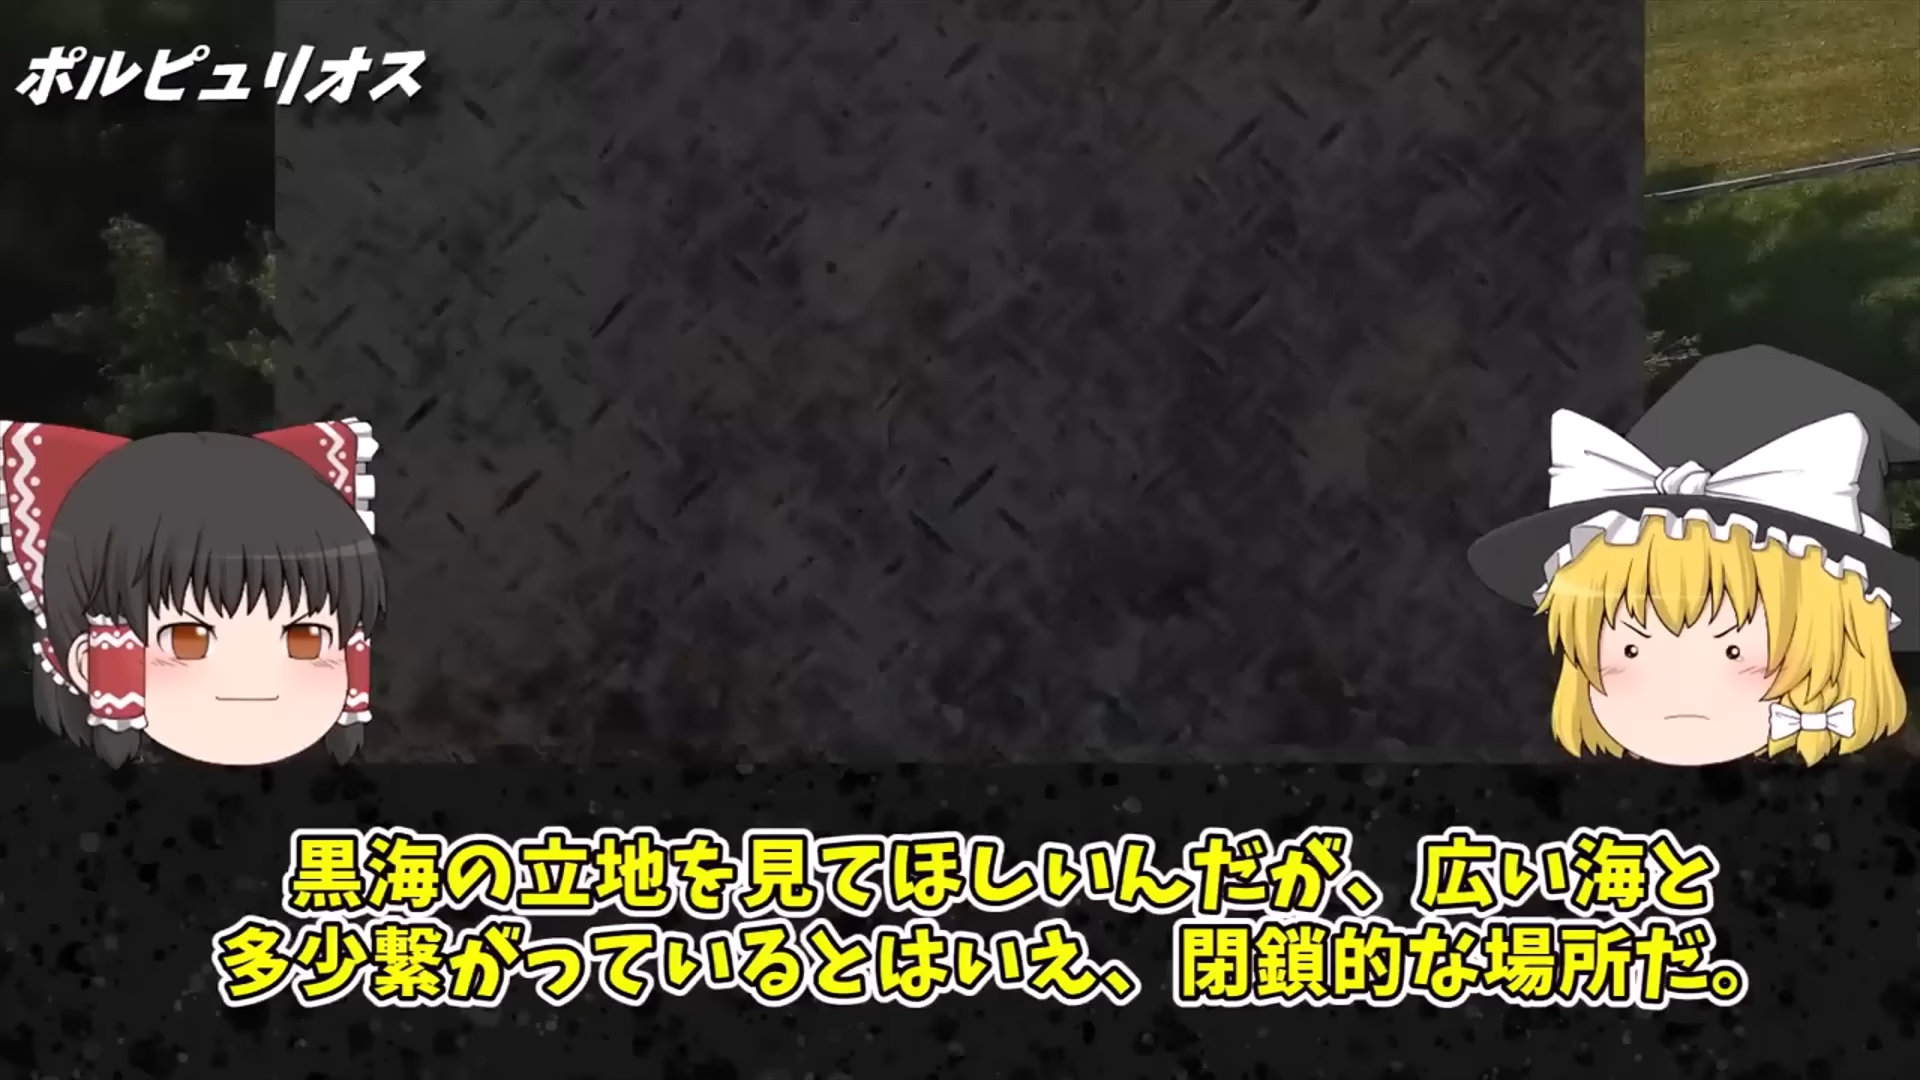 ポルピュリオス
黒海の立地を見てほしいんだが、広い海と
多少繋がっているとはいえ、閉鎖的な場所だ。